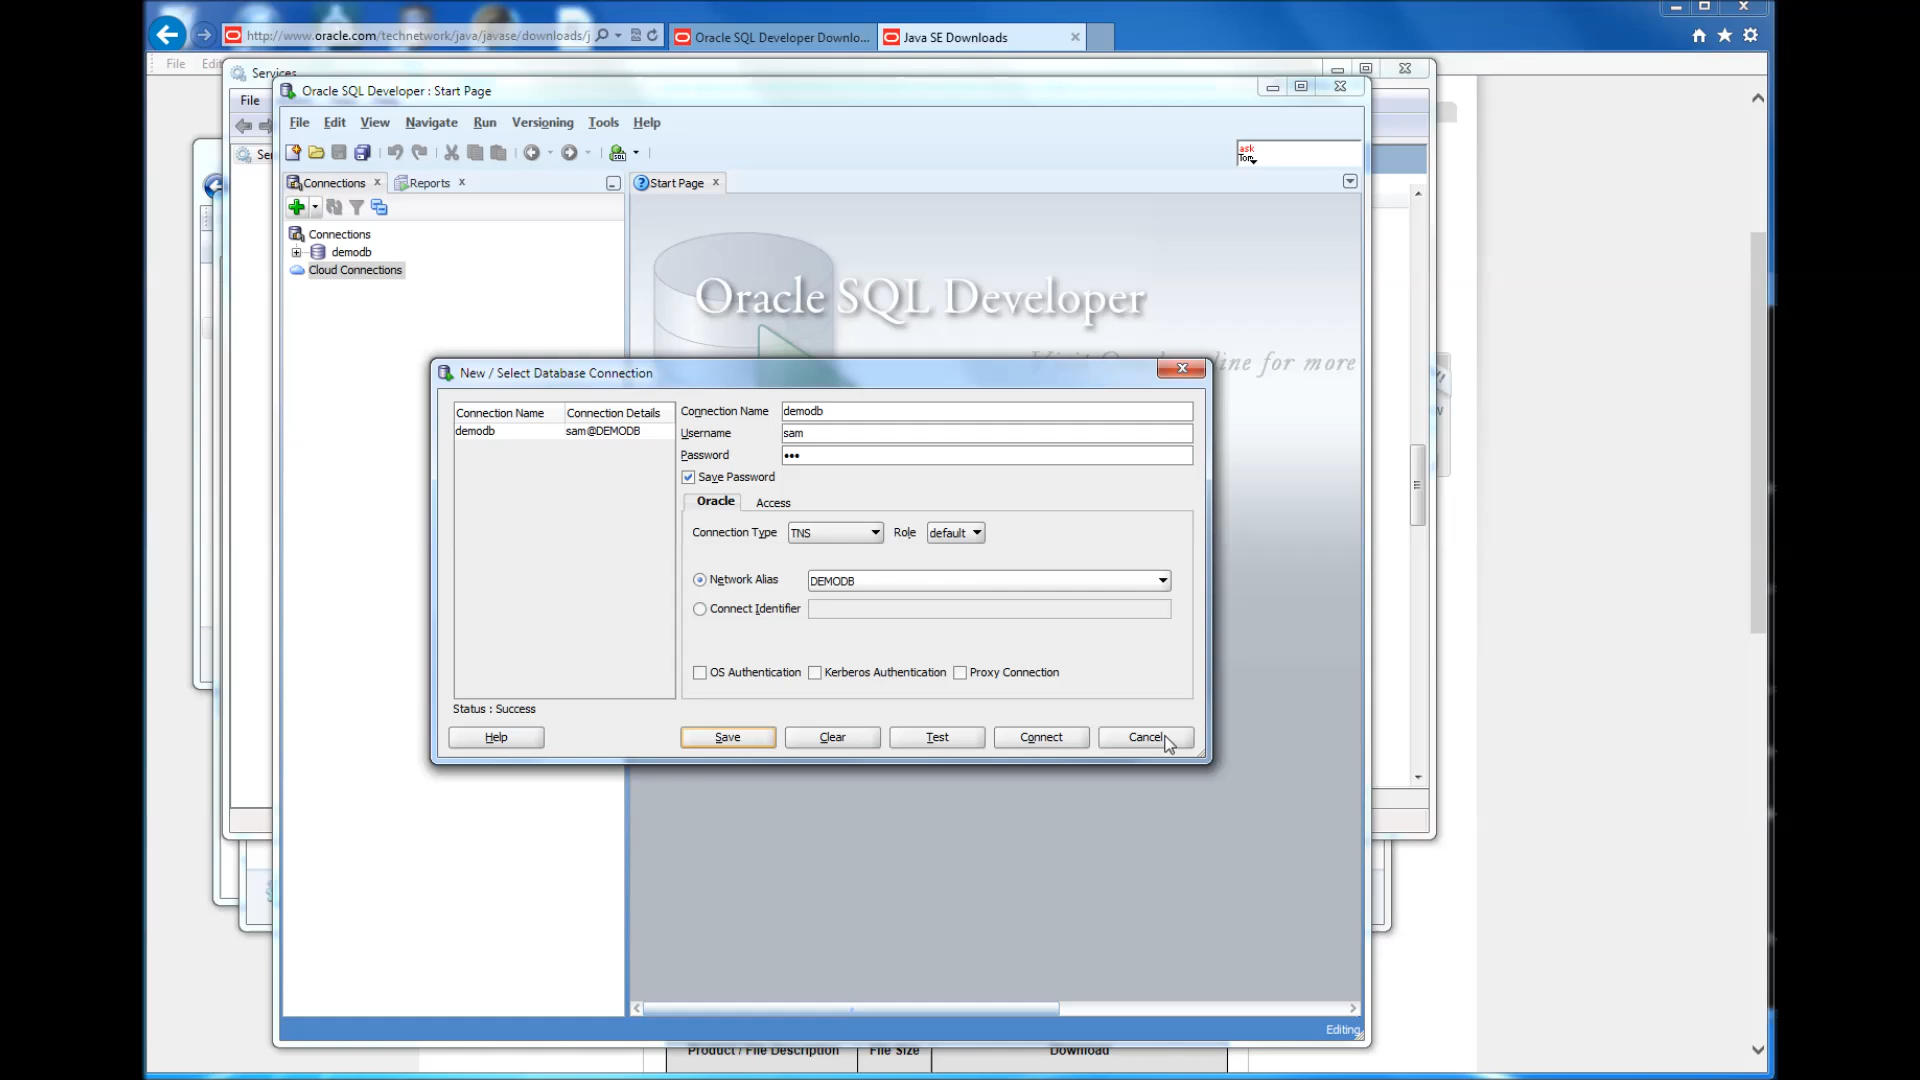 http://www.oracle.com/technetwork/java/javase/downloads/j
Oracle SQL Developer Downlo...
Java SE Downloads
File
Services
File
Oracle SQL Developer : Start Page
File Edit View Navigate Run Versioning Tools Help
ask
Tom
Connections Reports Start Page
Connections
demodb
Cloud Connections
Oracle SQL Developer
for more
New / Select Database Connection
Connection Name Connection Details
demodb sam@DEMODB
Connection Name demodb
Username sam
Password •••
Save Password
Oracle Access
Connection Type TNS Role default
Network Alias DEMODB
Connect Identifier
OS Authentication Kerberos Authentication Proxy Connection
Status : Success
Help Save Clear Test Connect Cancel
Editing
Product / File Description File Size Download